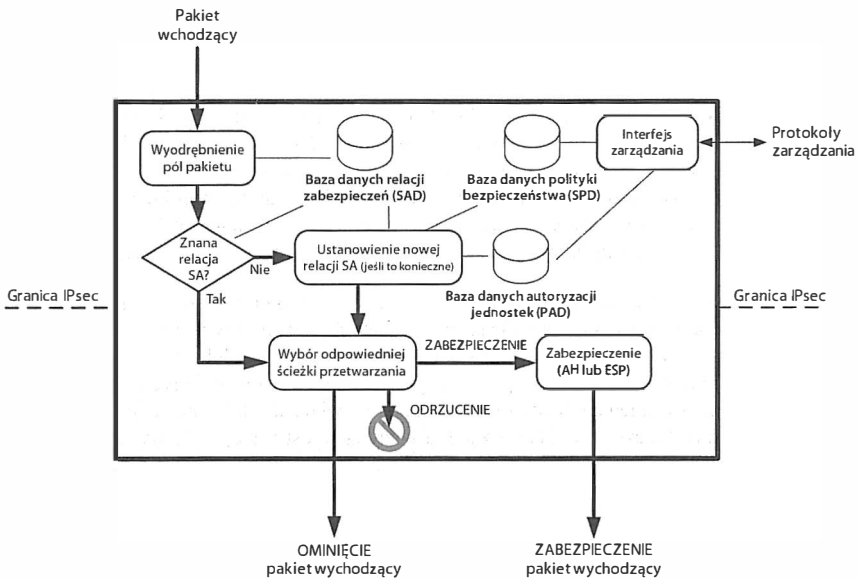 Pakiet
wchodzący
Wyodrębnienie
pól pakietu
Interfejs
zarządzania
Protokoły
zarządzania
Baza danych relacji
zabezpieczeń (SAD)
Baza danych polityki
bezpieczeństwa (SPD)
Znana
relacja
SA?
Nie
Tak
Ustanowienie nowej
relacji SA (jeśli to konieczne)
Baza danych autoryzacji
jednostek (PAD)
Granica IPsec
Granica IPsec
Wybór odpowiedniej
ścieżki przetwarzania
ZABEZPIECZENIE
Zabezpieczenie
(AH lub ESP)
ODRZUCENIE
OMINIĘCIE
pakiet wychodzący
ZABEZPIECZENIE
pakiet wychodzący